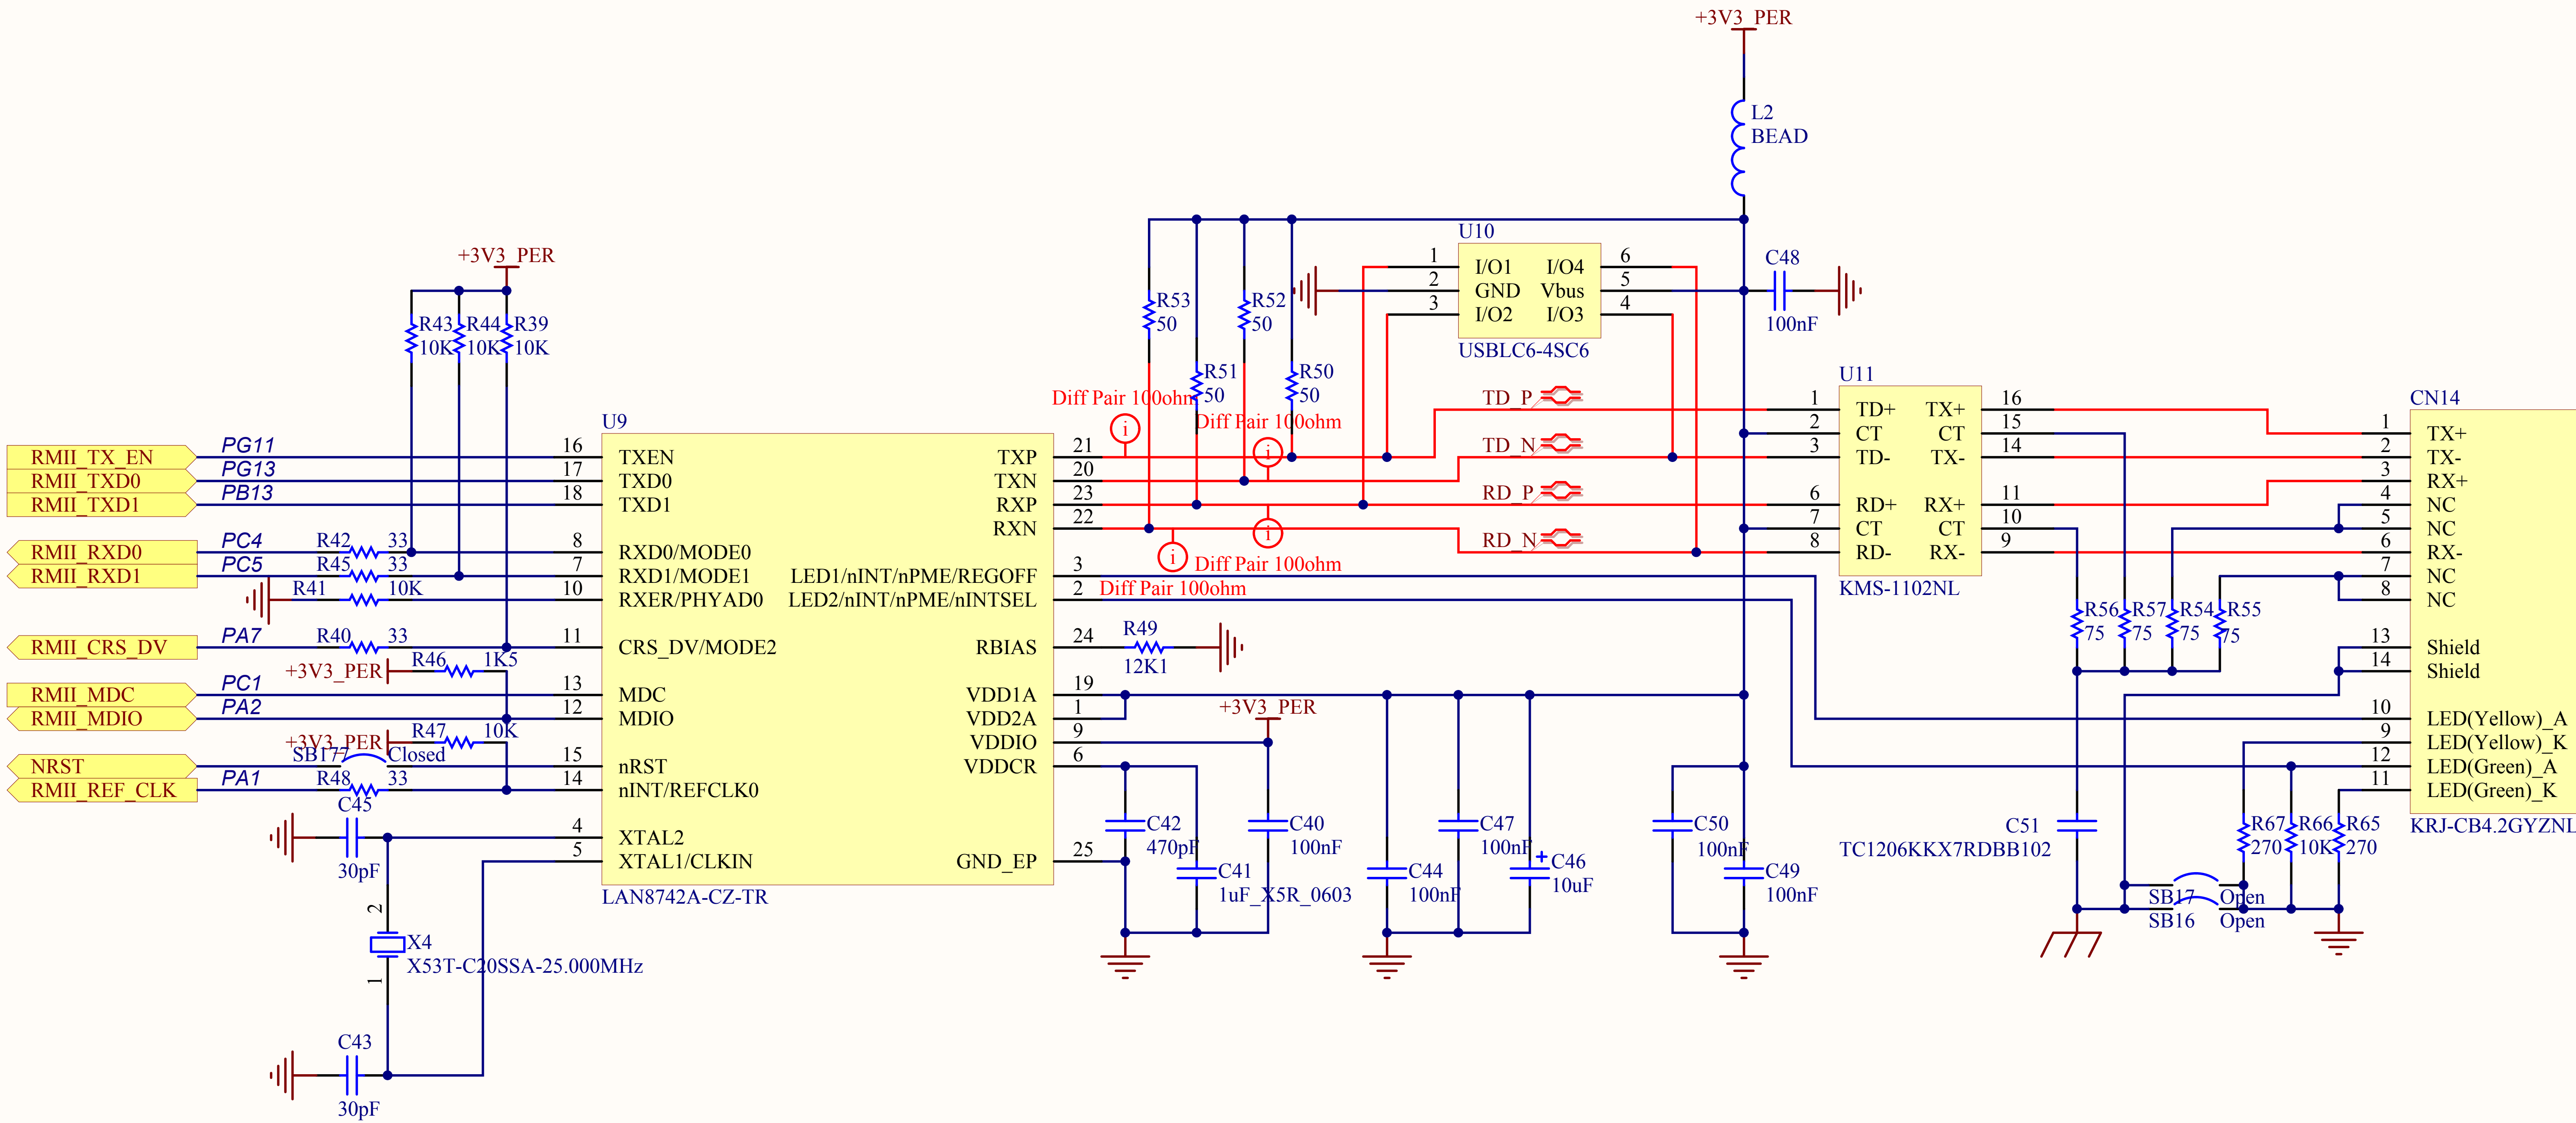 +3V3_PER
L2
BEAD
+3V3_PER
R43
10K
R44
10K
R39
10K
R53
50
R52
50
R51
50
R50
50
U10
1 I/O1 I/O4 6
2 GND Vbus 5
3 I/O2 I/O3 4
USBLC6-4SC6
C48
100nF
Diff Pair 100ohm
i
Diff Pair 100ohm
i
TD_P
TD_N
RD_P
RD_N
i
Diff Pair 100ohm
i
Diff Pair 100ohm
RMII_TX_EN PG11
RMII_TXD0 PG13
RMII_TXD1 PB13
RMII_RXD0 PC4 R42 33
RMII_RXD1 PC5 R45 33
R41 10K
RMII_CRS_DV PA7 R40 33
+3V3_PER R46 1K5
RMII_MDC PC1
RMII_MDIO PA2
+3V3_PER R47 10K
SB177 Closed
NRST
RMII_REF_CLK PA1 R48 33
C45
30pF
2
X4
X53T-C20SSA-25.000MHz
1
C43
30pF
U9
16 TXEN TXP 21
17 TXD0 TXN 20
18 TXD1 RXP 23
RXN 22
8 RXD0/MODE0
7 RXD1/MODE1 LED1/nINT/nPME/REGOFF 3
10 RXER/PHYAD0 LED2/nINT/nPME/nINTSEL 2
11 CRS_DV/MODE2 RBIAS 24
13 MDC VDD1A 19
12 MDIO VDD2A 1
VDDIO 9
15 nRST VDDCR 6
14 nINT/REFCLK0
4 XTAL2
5 XTAL1/CLKIN GND_EP 25
LAN8742A-CZ-TR
R49
12K1
+3V3_PER
C42
470pF
C41
1uF_X5R_0603
C40
100nF
C44
100nF
C47
100nF
C46
10uF
+
C50
100nF
C49
100nF
U11
1 TD+ TX+ 16
2 CT CT 15
3 TD- TX- 14
6 RD+ RX+ 11
7 CT CT 10
8 RD- RX- 9
KMS-1102NL
R56
75
R57
75
R54
75
R55
75
C51
TC1206KKX7RDBB102
SB17 Open
SB16 Open
R67
270
R66
10K
R65
270
CN14
1 TX+
2 TX-
3 RX+
4 NC
5 NC
6 RX-
7 NC
8 NC
13 Shield
14 Shield
10 LED(Yellow)_A
9 LED(Yellow)_K
12 LED(Green)_A
11 LED(Green)_K
KRJ-CB4.2GYZNL